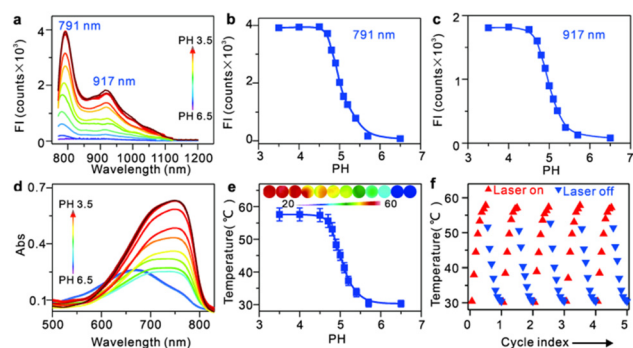 a
791 nm
917 nm
PH 3.5
PH 6.5
FI (counts×10³)
4
3
2
1
0
800 900 1000 1100 1200
Wavelength (nm)
b
791 nm
FI (counts×10³)
4
3
2
1
0
3 4 5 6 7
PH
c
917 nm
FI (counts×10³)
2
1
0
3 4 5 6 7
PH
d
PH 3.5
PH 6.5
Abs
0.7
0.4
0.1
500 600 700 800
Wavelength (nm)
e
20 60
Temperature(℃)
60
50
40
30
3 4 5 6 7
PH
f
Laser on Laser off
Temperature(℃)
60
50
40
30
0 1 2 3 4 5
Cycle index